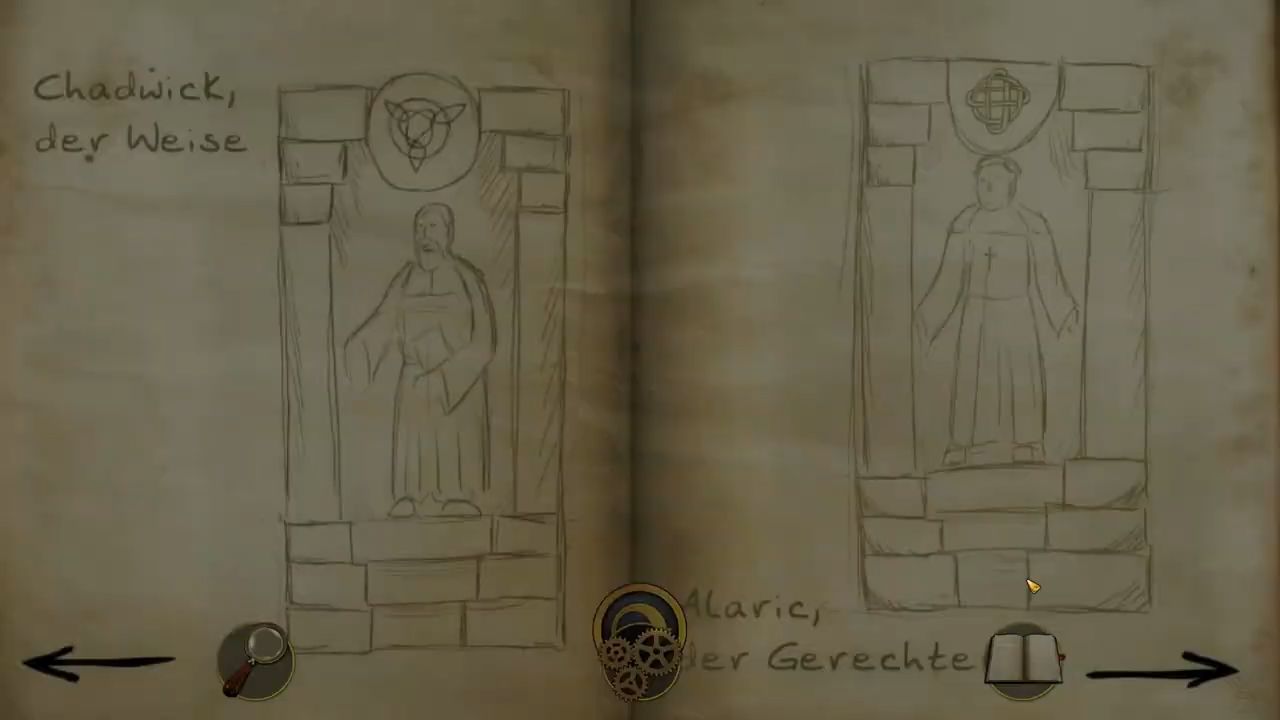 Chadwick,
der Weise
Alaric,
der Gerechte